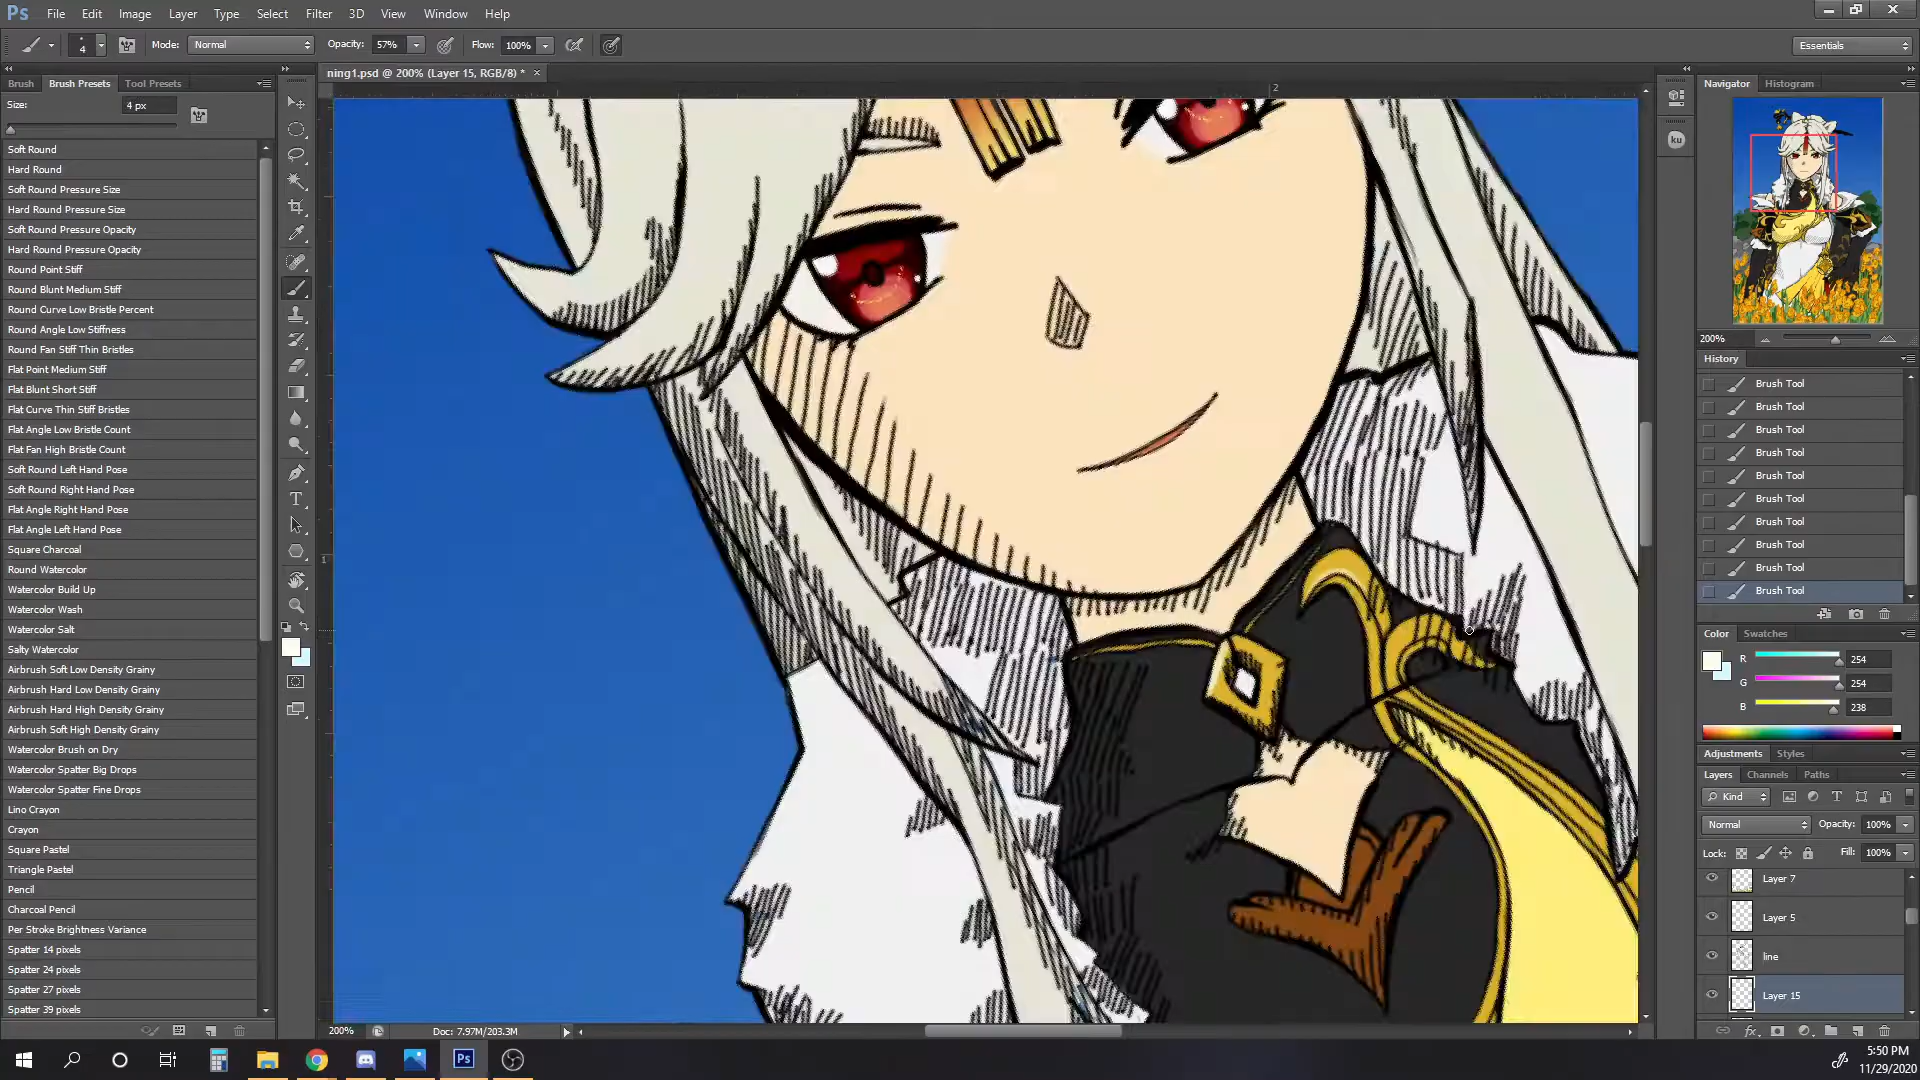 Ps File Edit Image Layer Type Select Filter 3D View Window Help
4 Mode: Normal Opacity: 57% Flow: 100% Essentials
ning1.psd @ 200% (Layer 15, RGB/8) *
Brush Brush Presets Tool Presets
Size: 4 px
Soft Round
Hard Round
Soft Round Pressure Size
Hard Round Pressure Size
Soft Round Pressure Opacity
Hard Round Pressure Opacity
Round Point Stiff
Round Blunt Medium Stiff
Round Curve Low Bristle Percent
Round Angle Low Stiffness
Round Fan Stiff Thin Bristles
Flat Point Medium Stiff
Flat Blunt Short Stiff
Flat Curve Thin Stiff Bristles
Flat Angle Low Bristle Count
Flat Fan High Bristle Count
Soft Round Left Hand Pose
Soft Round Right Hand Pose
Flat Angle Right Hand Pose
Flat Angle Left Hand Pose
Square Charcoal
Round Watercolor
Watercolor Build Up
Watercolor Wash
Watercolor Salt
Salty Watercolor
Airbrush Soft Low Density Grainy
Airbrush Hard Low Density Grainy
Airbrush Hard High Density Grainy
Airbrush Soft High Density Grainy
Watercolor Brush on Dry
Watercolor Spatter Big Drops
Watercolor Spatter Fine Drops
Lino Crayon
Crayon
Square Pastel
Triangle Pastel
Pencil
Charcoal Pencil
Per Stroke Brightness Variance
Spatter 14 pixels
Spatter 24 pixels
Spatter 27 pixels
Spatter 39 pixels
2
1
200% Doc: 7.97M/203.3M
ku
Navigator Histogram
200%
History
Brush Tool
Brush Tool
Brush Tool
Brush Tool
Brush Tool
Brush Tool
Brush Tool
Brush Tool
Brush Tool
Brush Tool
Color Swatches
R 254
G 254
B 238
Adjustments Styles
Layers Channels Paths
Kind
Normal Opacity: 100%
Lock: Fill: 100%
Layer 7
Layer 5
line
Layer 15
Ps
5:50 PM
11/29/2020